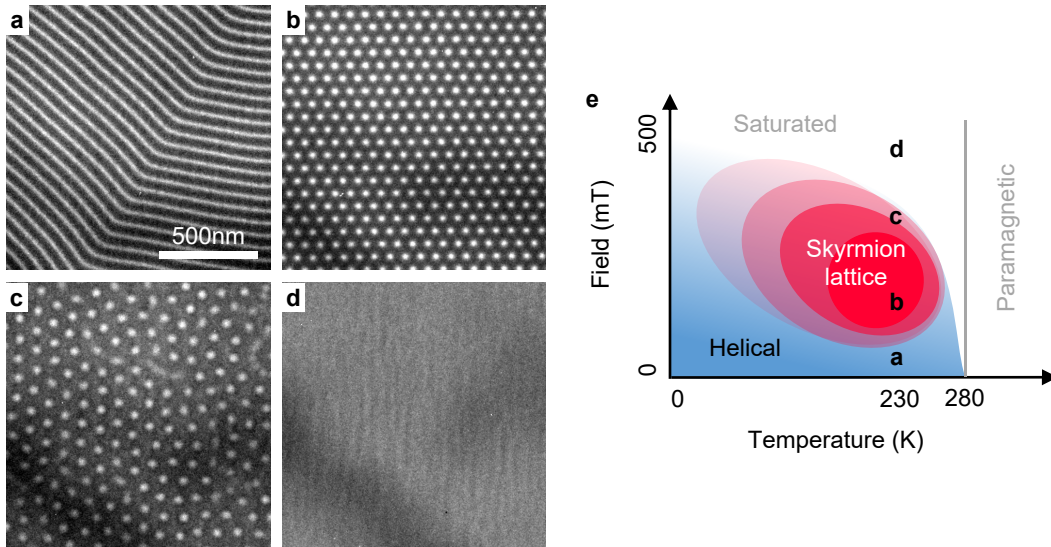 a
500nm
b
c
d
e
500
Field (mT)
0
Saturated
d
c
Skyrmion
lattice
b
Helical
a
Paramagnetic
0
230
280
Temperature (K)